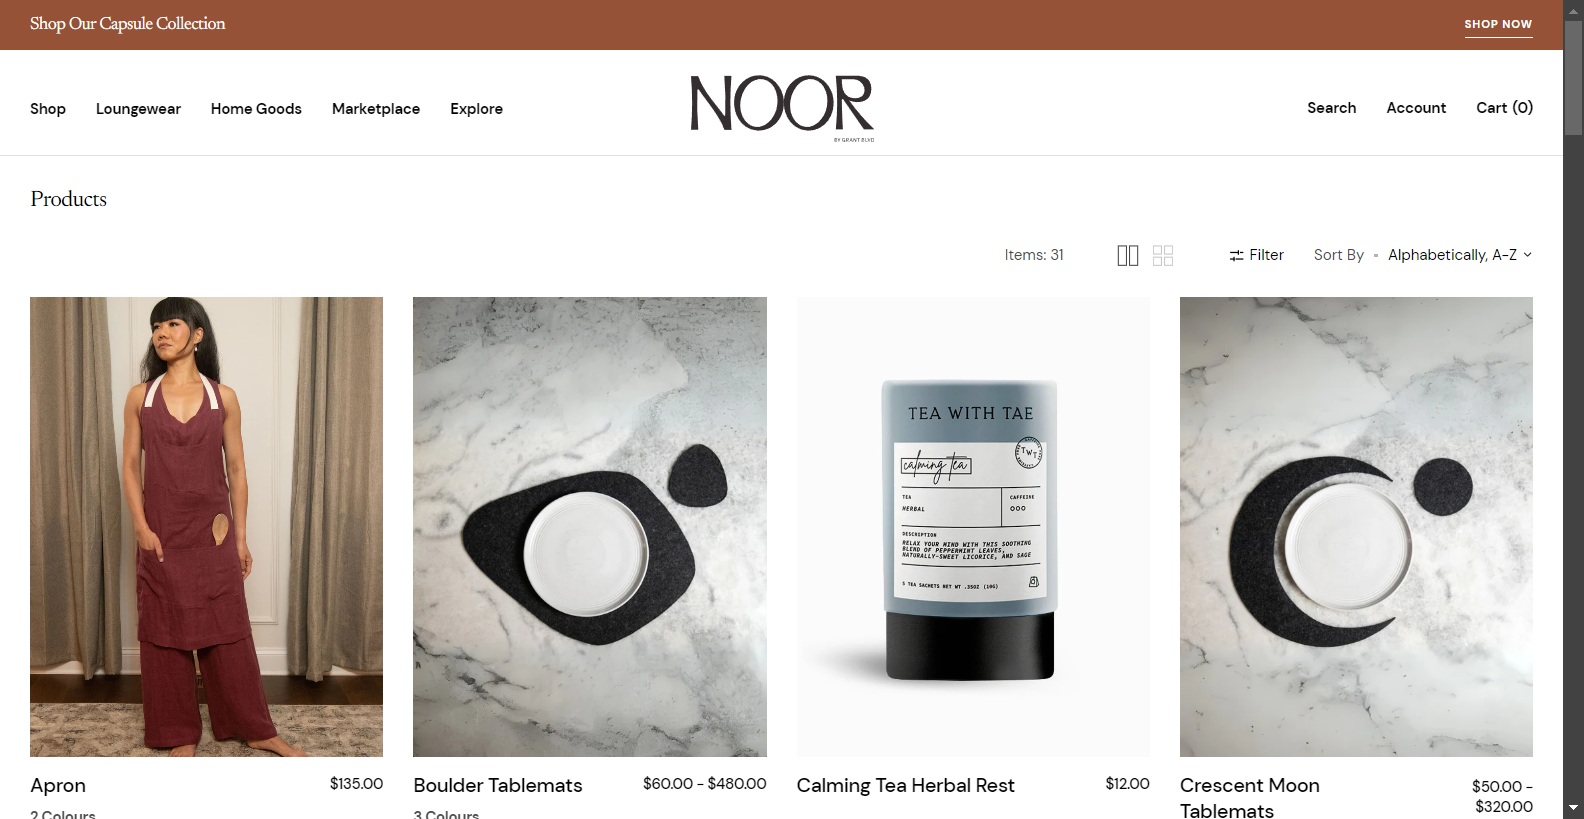 Shop Our Capsule Collection
SHOP NOW
Shop Loungewear Home Goods Marketplace Explore
NOOR
BY GRANT BLVD
Search Account Cart (0)
Products
Items: 31
Filter
Sort By Alphabetically, A-Z
TEA WITH TAE
TWT
calming tea
TEA CAFFEINE
HERBAL OOO
DESCRIPTION
RELAX YOUR MIND WITH THIS SOOTHING
BLEND OF PEPPERMINT LEAVES,
NATURALLY-SWEET LICORICE, AND SAGE
5 TEA SACHETS NET WT .35OZ (10G)
Apron $135.00
2 Colours
Boulder Tablemats $60.00 - $480.00
3 Colours
Calming Tea Herbal Rest $12.00
Crescent Moon
Tablemats
$50.00 -
$320.00